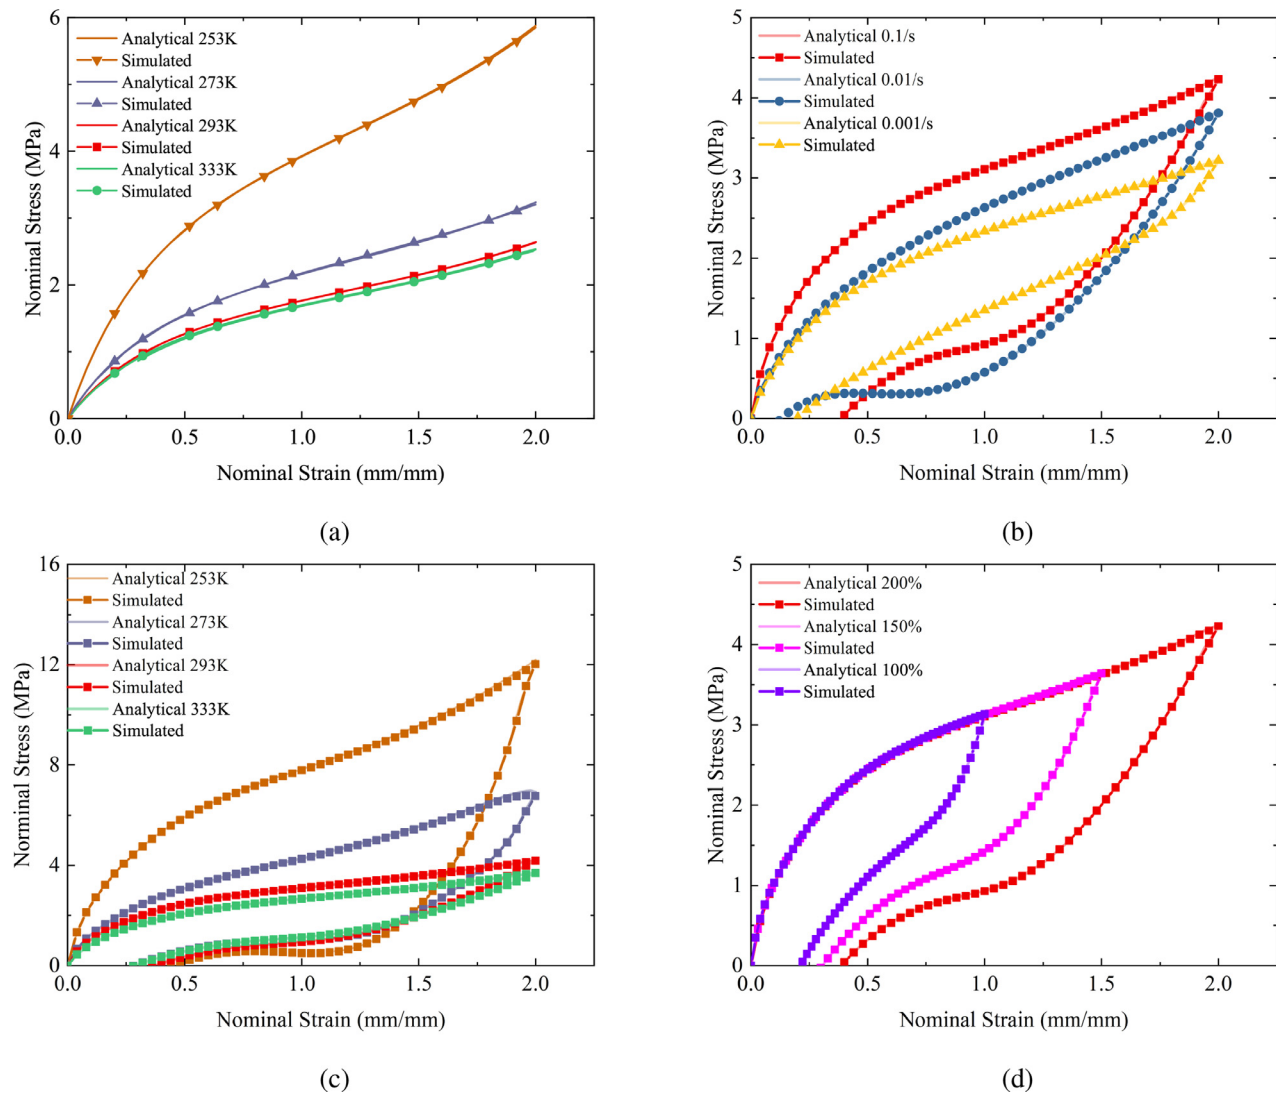 6
4
2
0
Nominal Stress (MPa)
Analytical 253K
Simulated
Analytical 273K
Simulated
Analytical 293K
Simulated
Analytical 333K
Simulated
0.0 0.5 1.0 1.5 2.0
Nominal Strain (mm/mm)
(a)
5
4
3
2
1
0
Nominal Stress (MPa)
Analytical 0.1/s
Simulated
Analytical 0.01/s
Simulated
Analytical 0.001/s
Simulated
0.0 0.5 1.0 1.5 2.0
Nominal Strain (mm/mm)
(b)
16
12
8
4
0
Norminal Stress (MPa)
Analytical 253K
Simulated
Analytical 273K
Simulated
Analytical 293K
Simulated
Analytical 333K
Simulated
0.0 0.5 1.0 1.5 2.0
Nominal Strain (mm/mm)
(c)
5
4
3
2
1
0
Nominal Stress (MPa)
Analytical 200%
Simulated
Analytical 150%
Simulated
Analytical 100%
Simulated
0.0 0.5 1.0 1.5 2.0
Nominal Strain (mm/mm)
(d)